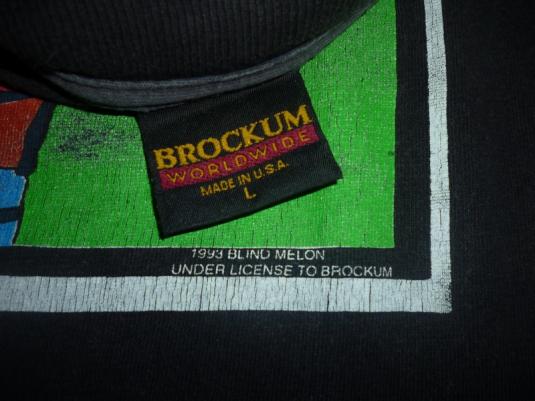 BROCKUM
WORLDWIDE
MADE IN U.S.A.
L
1993 BLIND MELON
UNDER LICENSE TO BROCKUM